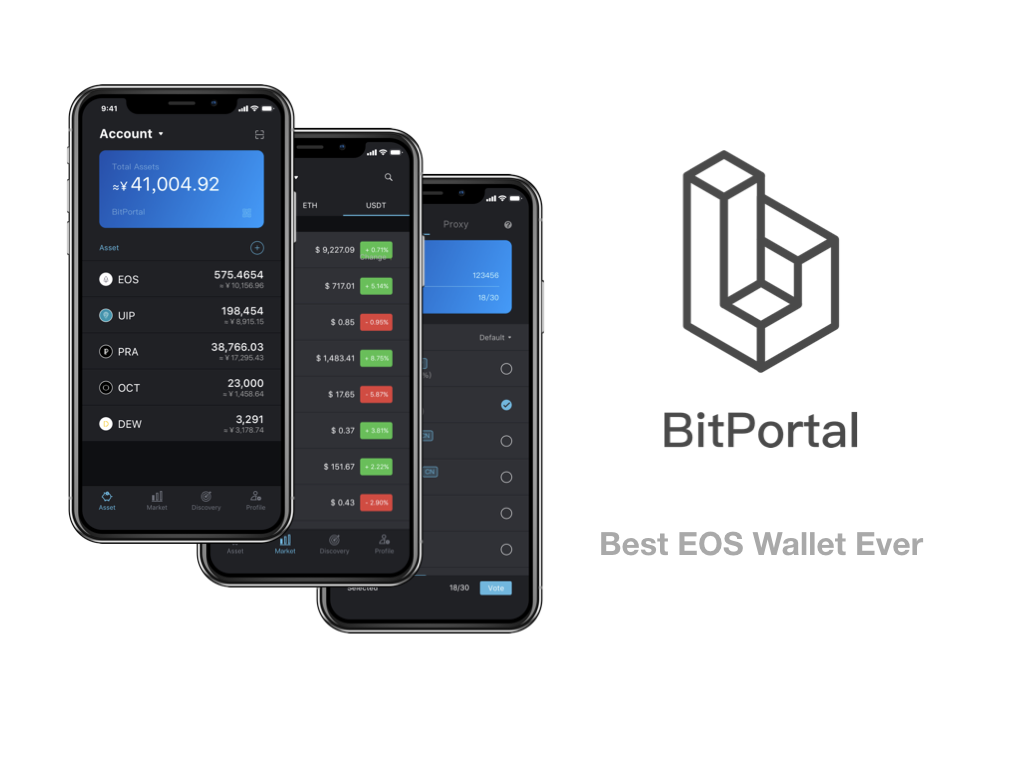 9:41
Account
Total Assets
≈¥ 41,004.92
BitPortal
Asset
EOS 575.4654
≈ ¥ 10,156.96
UIP 198,454
≈ ¥ 8,915.15
PRA 38,766.03
≈ ¥ 17,295.43
OCT 23,000
≈ ¥ 1,458.64
DEW 3,291
≈ ¥ 3,178.74
Asset Market Discovery Profile
ETH USDT
$ 9,227.09 + 0.71%
$ 717.01 + 5.14%
$ 0.85 - 0.95%
$ 1,483.41 + 8.75%
$ 17.65 - 5.87%
$ 0.37 + 3.81%
$ 151.67 + 2.22%
$ 0.43 - 2.90%
Asset Market Discovery Profile
Proxy
123456
18/30
Default
CN
CN
Selected 18/30 Vote
BitPortal
Best EOS Wallet Ever